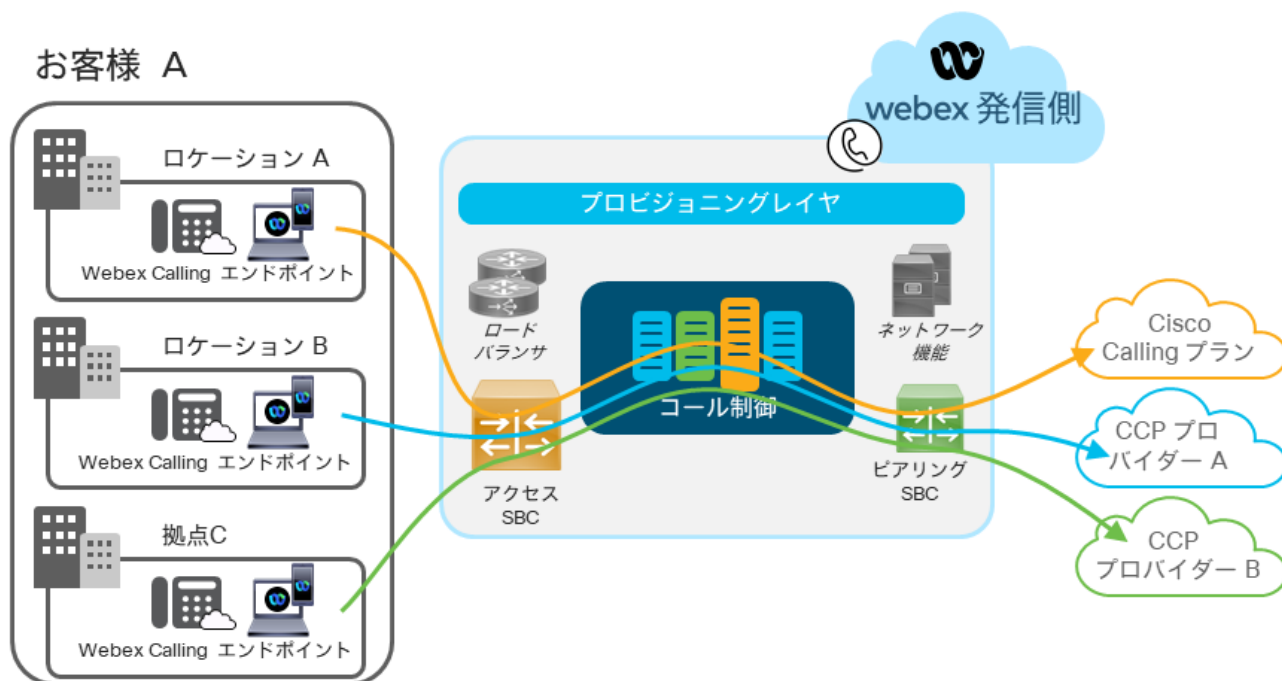 お客様 A
ロケーション A
Webex Calling エンドポイント
ロケーション B
Webex Calling エンドポイント
拠点C
Webex Calling エンドポイント
webex 発信側
プロビジョニングレイヤ
ロード
バランサ
ネットワーク
機能
コール制御
アクセス
SBC
ピアリング
SBC
Cisco
Calling プラン
CCP プロ
バイダー A
CCP
プロバイダー B